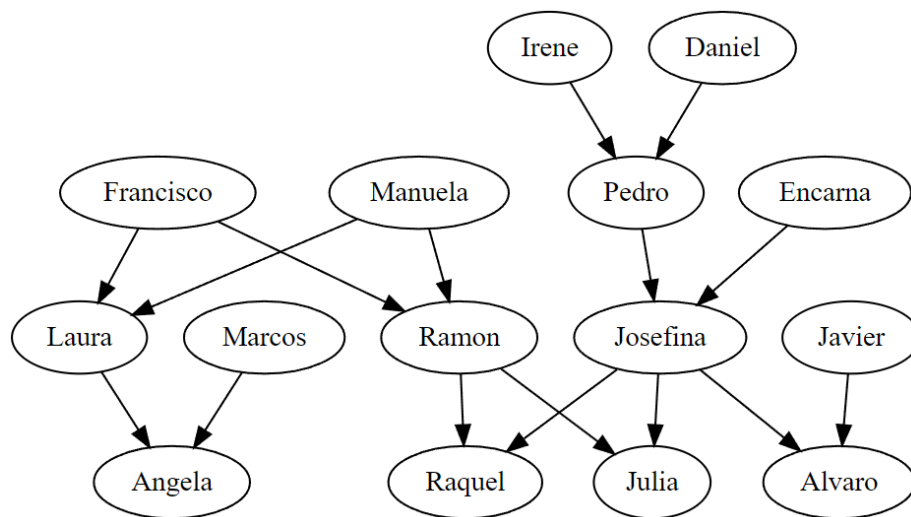 Irene
Daniel
Francisco
Manuela
Pedro
Encarna
Laura
Marcos
Ramon
Josefina
Javier
Angela
Raquel
Julia
Alvaro